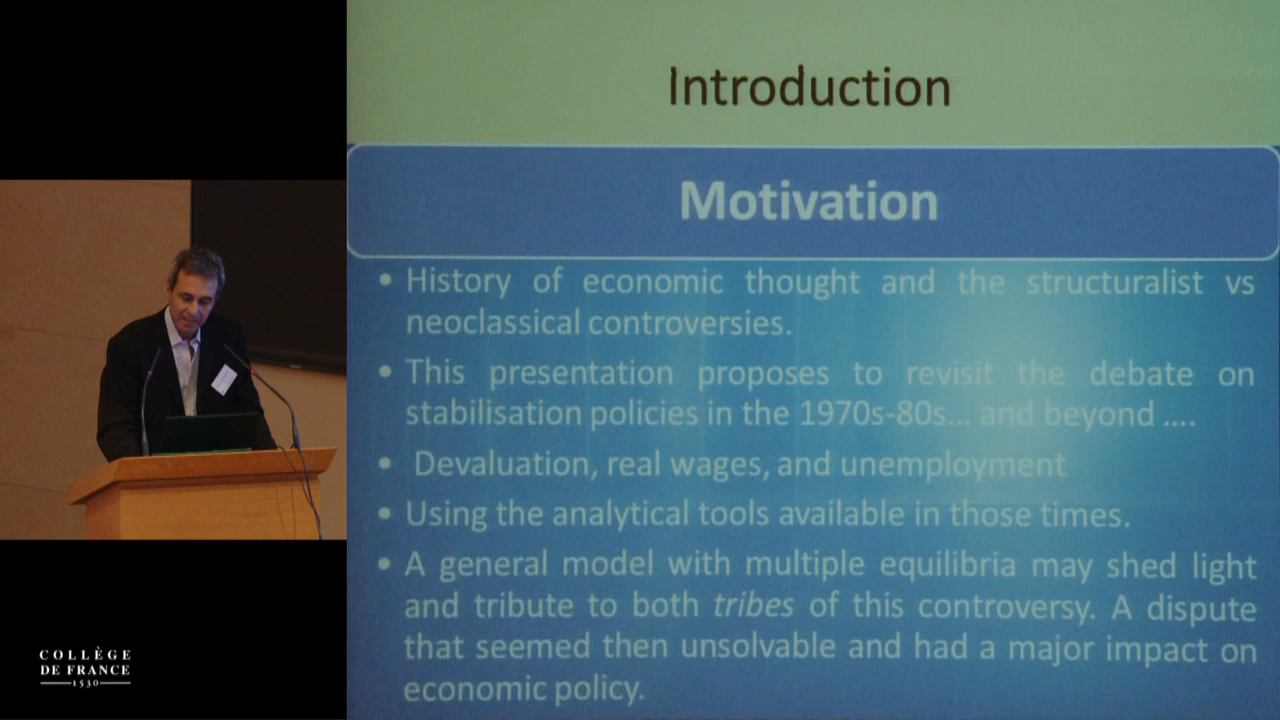 Introduction
Motivation
• History of economic thought and the structuralist vs
neoclassical controversies.
• This presentation proposes to revisit the debate on
stabilisation policies in the 1970s-80s... and beyond ....
• Devaluation, real wages, and unemployment
• Using the analytical tools available in those times.
• A general model with multiple equilibria may shed light
and tribute to both tribes of this controversy. A dispute
that seemed then unsolvable and had a major impact on
economic policy.
COLLÈGE
DE FRANCE
1530